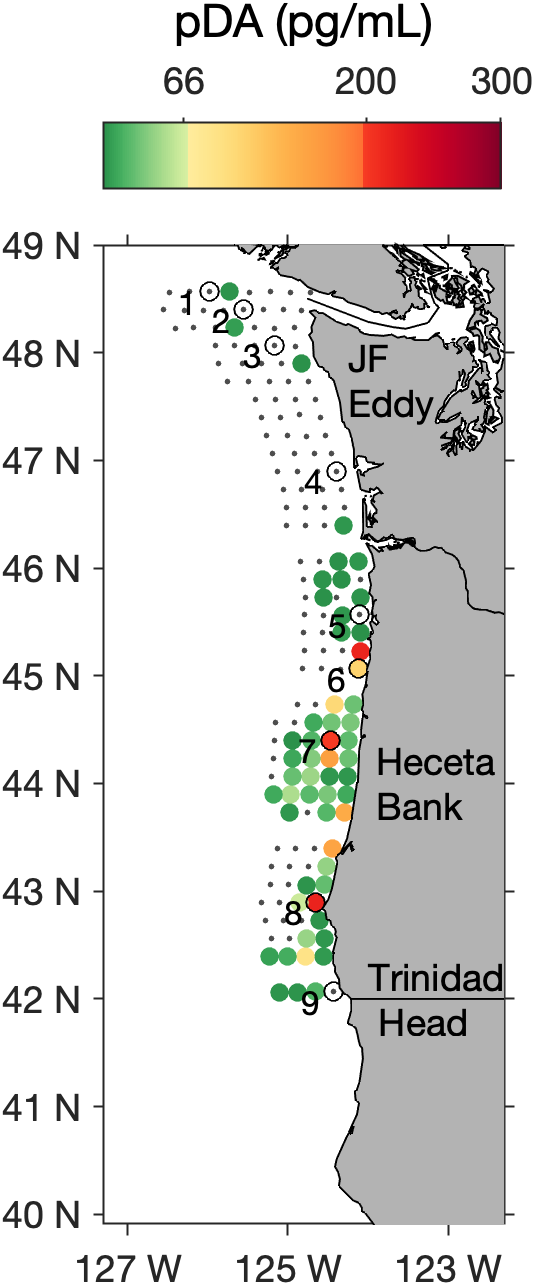 pDA (pg/mL)
66 200 300
49 N
1
2
48 N
3
JF
Eddy
47 N
4
46 N
5
45 N
6
7
Heceta
44 N
Bank
43 N
8
Trinidad
42 N
9
Head
41 N
40 N
127 W 125 W 123 W